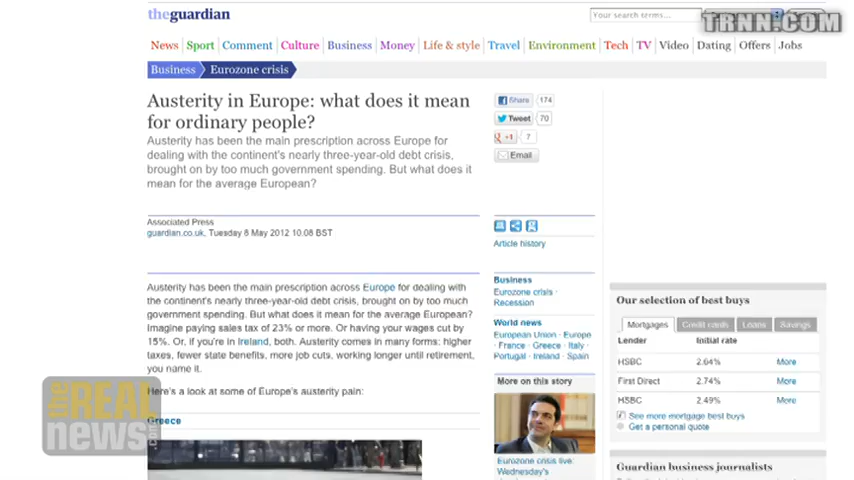 theguardian
Your search terms...
TRNN.COM
News Sport Comment Culture Business Money Life & style Travel Environment Tech TV Video Dating Offers Jobs
Business Eurozone crisis
Austerity in Europe: what does it mean
for ordinary people?
Austerity has been the main prescription across Europe for
dealing with the continent's nearly three-year-old debt crisis,
brought on by too much government spending. But what does it
mean for the average European?
Share 174
Tweet 70
+1 7
Email
Associated Press
guardian.co.uk, Tuesday 8 May 2012 10.08 BST
Article history
Austerity has been the main prescription across Europe for dealing with
the continent's nearly three-year-old debt crisis, brought on by too much
government spending. But what does it mean for the average European?
Imagine paying sales tax of 23% or more. Or having your wages cut by
15%. Or, if you're in Ireland, both. Austerity comes in many forms: higher
taxes, fewer state benefits, more job cuts, working longer until retirement,
you name it.
Here's a look at some of Europe's austerity pain:
Greece
Business
Eurozone crisis ·
Recession
World news
European Union · Europe
· France · Greece · Italy ·
Portugal · Ireland · Spain
More on this story
Eurozone crisis live:
Wednesday's
Our selection of best buys
Mortgages Credit cards Loans Savings
Lender Initial rate
HSBC 2.64% More
First Direct 2.74% More
HSBC 2.49% More
See more mortgage best buys
Get a personal quote
Guardian business journalists
the REAL
news.com